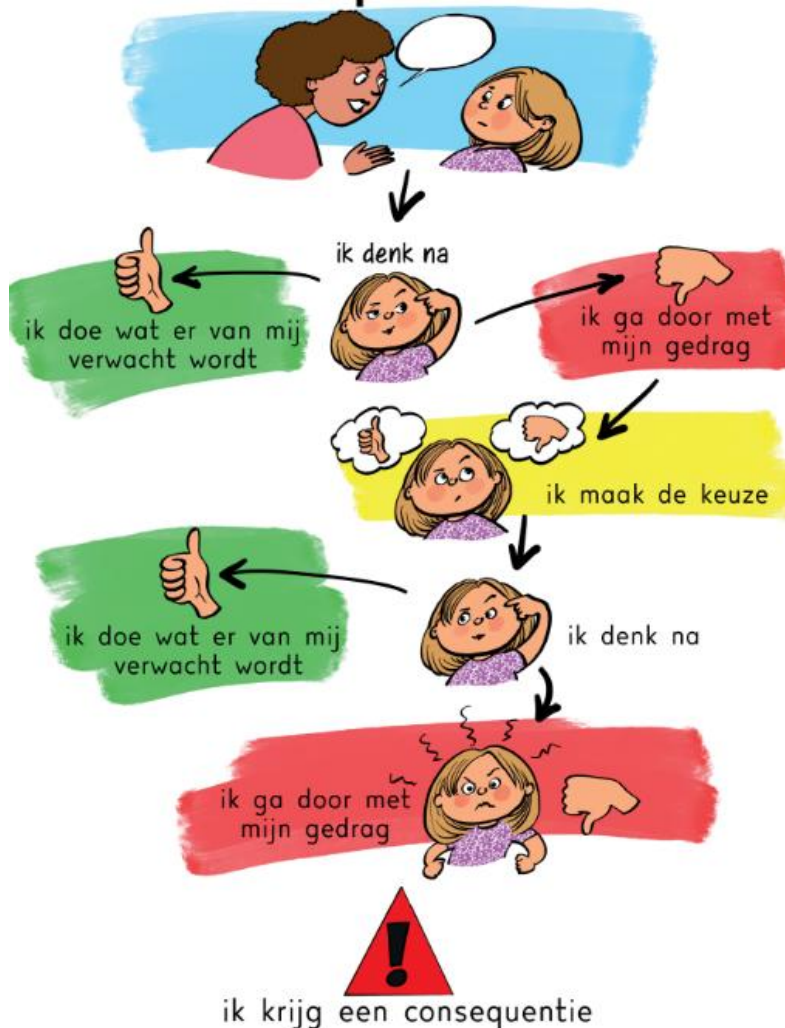 ik denk na
ik doe wat er van mij
verwacht wordt
ik ga door met
mijn gedrag
ik maak de keuze
ik doe wat er van mij
verwacht wordt
ik denk na
ik ga door met
mijn gedrag
!
ik krijg een consequentie